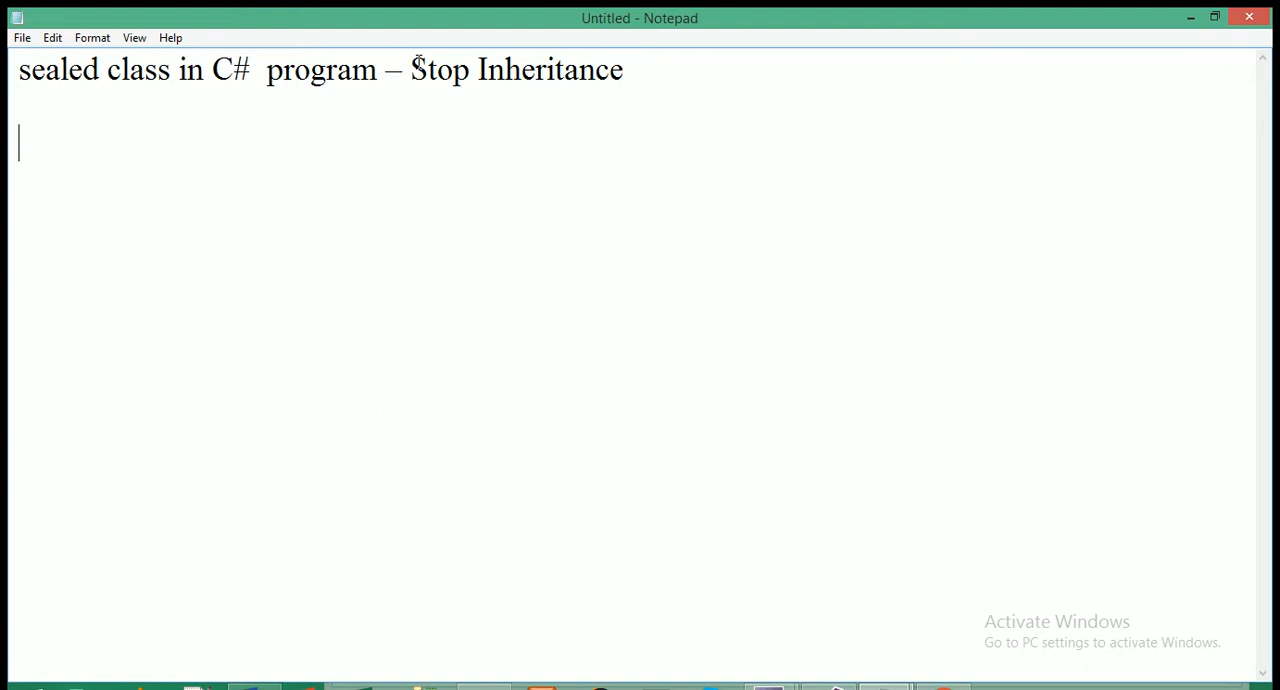 Untitled - Notepad
File Edit Format View Help
sealed class in C#  program – Stop Inheritance
Activate Windows
Go to PC settings to activate Windows.